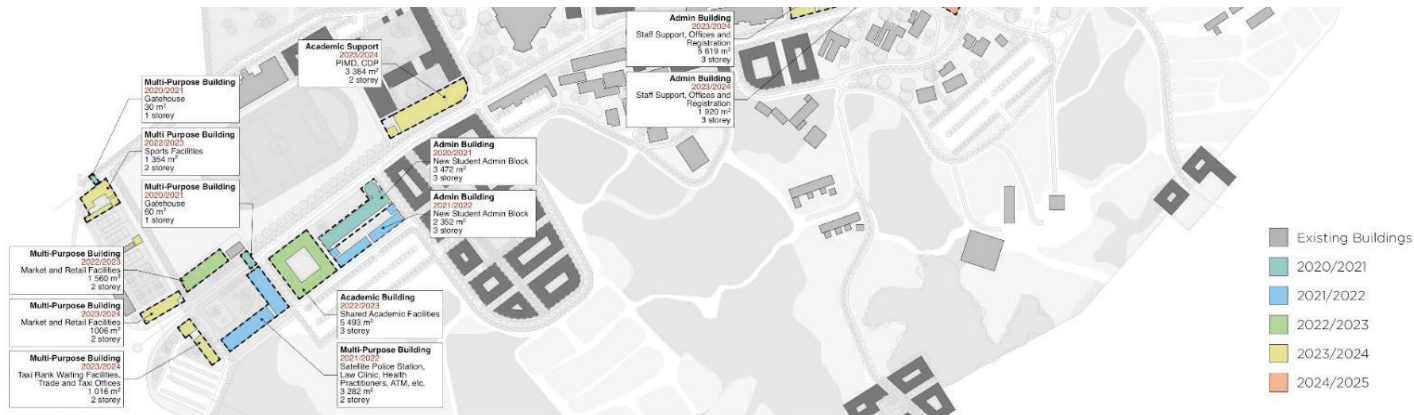 Admin Building
2023/2024
Staff Support, Offices and
Registration
5 619 m²
3 storey
Academic Support
2023/2024
PIMD, CDP
3 384 m²
2 storey
Admin Building
2023/2024
Staff Support, Offices and
Registration
1 920 m²
3 storey
Multi-Purpose Building
2020/2021
Gatehouse
30 m²
1 storey
Multi Purpose Building
2022/2023
Sports Facilities
1 354 m²
2 storey
Admin Building
2020/2021
New Student Admin Block
3 472 m²
3 storey
Multi-Purpose Building
2020/2021
Gatehouse
60 m²
1 storey
Admin Building
2021/2022
New Student Admin Block
2 352 m²
3 storey
Multi-Purpose Building
2022/2023
Market and Retail Facilities
1 560 m²
2 storey
Multi-Purpose Building
2023/2024
Market and Retail Facilities
1006 m²
2 storey
Academic Building
2022/2023
Shared Academic Facilities
5 493 m²
3 storey
Multi-Purpose Building
2023/2024
Taxi Rank Waiting Facilities,
Trade and Taxi Offices
1 016 m²
2 storey
Multi-Purpose Building
2021/2022
Satellite Police Station,
Law Clinic, Health
Practitioners, ATM, etc.
3 282 m²
2 storey
Existing Buildings
2020/2021
2021/2022
2022/2023
2023/2024
2024/2025